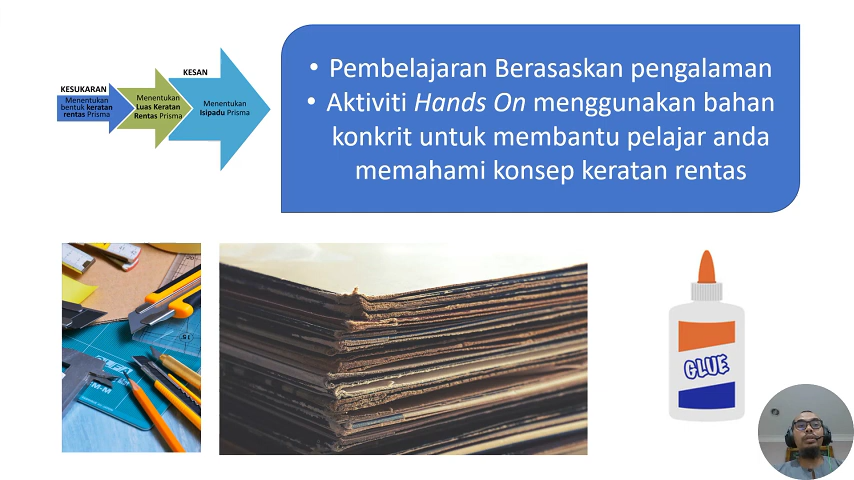 KESUKARAN
Menentukan
bentuk keratan
rentas Prisma
Menentukan
Luas Keratan
Rentas Prisma
KESAN
Menentukan
Isipadu Prisma
• Pembelajaran Berasaskan pengalaman
• Aktiviti Hands On menggunakan bahan
konkrit untuk membantu pelajar anda
memahami konsep keratan rentas
GLUE